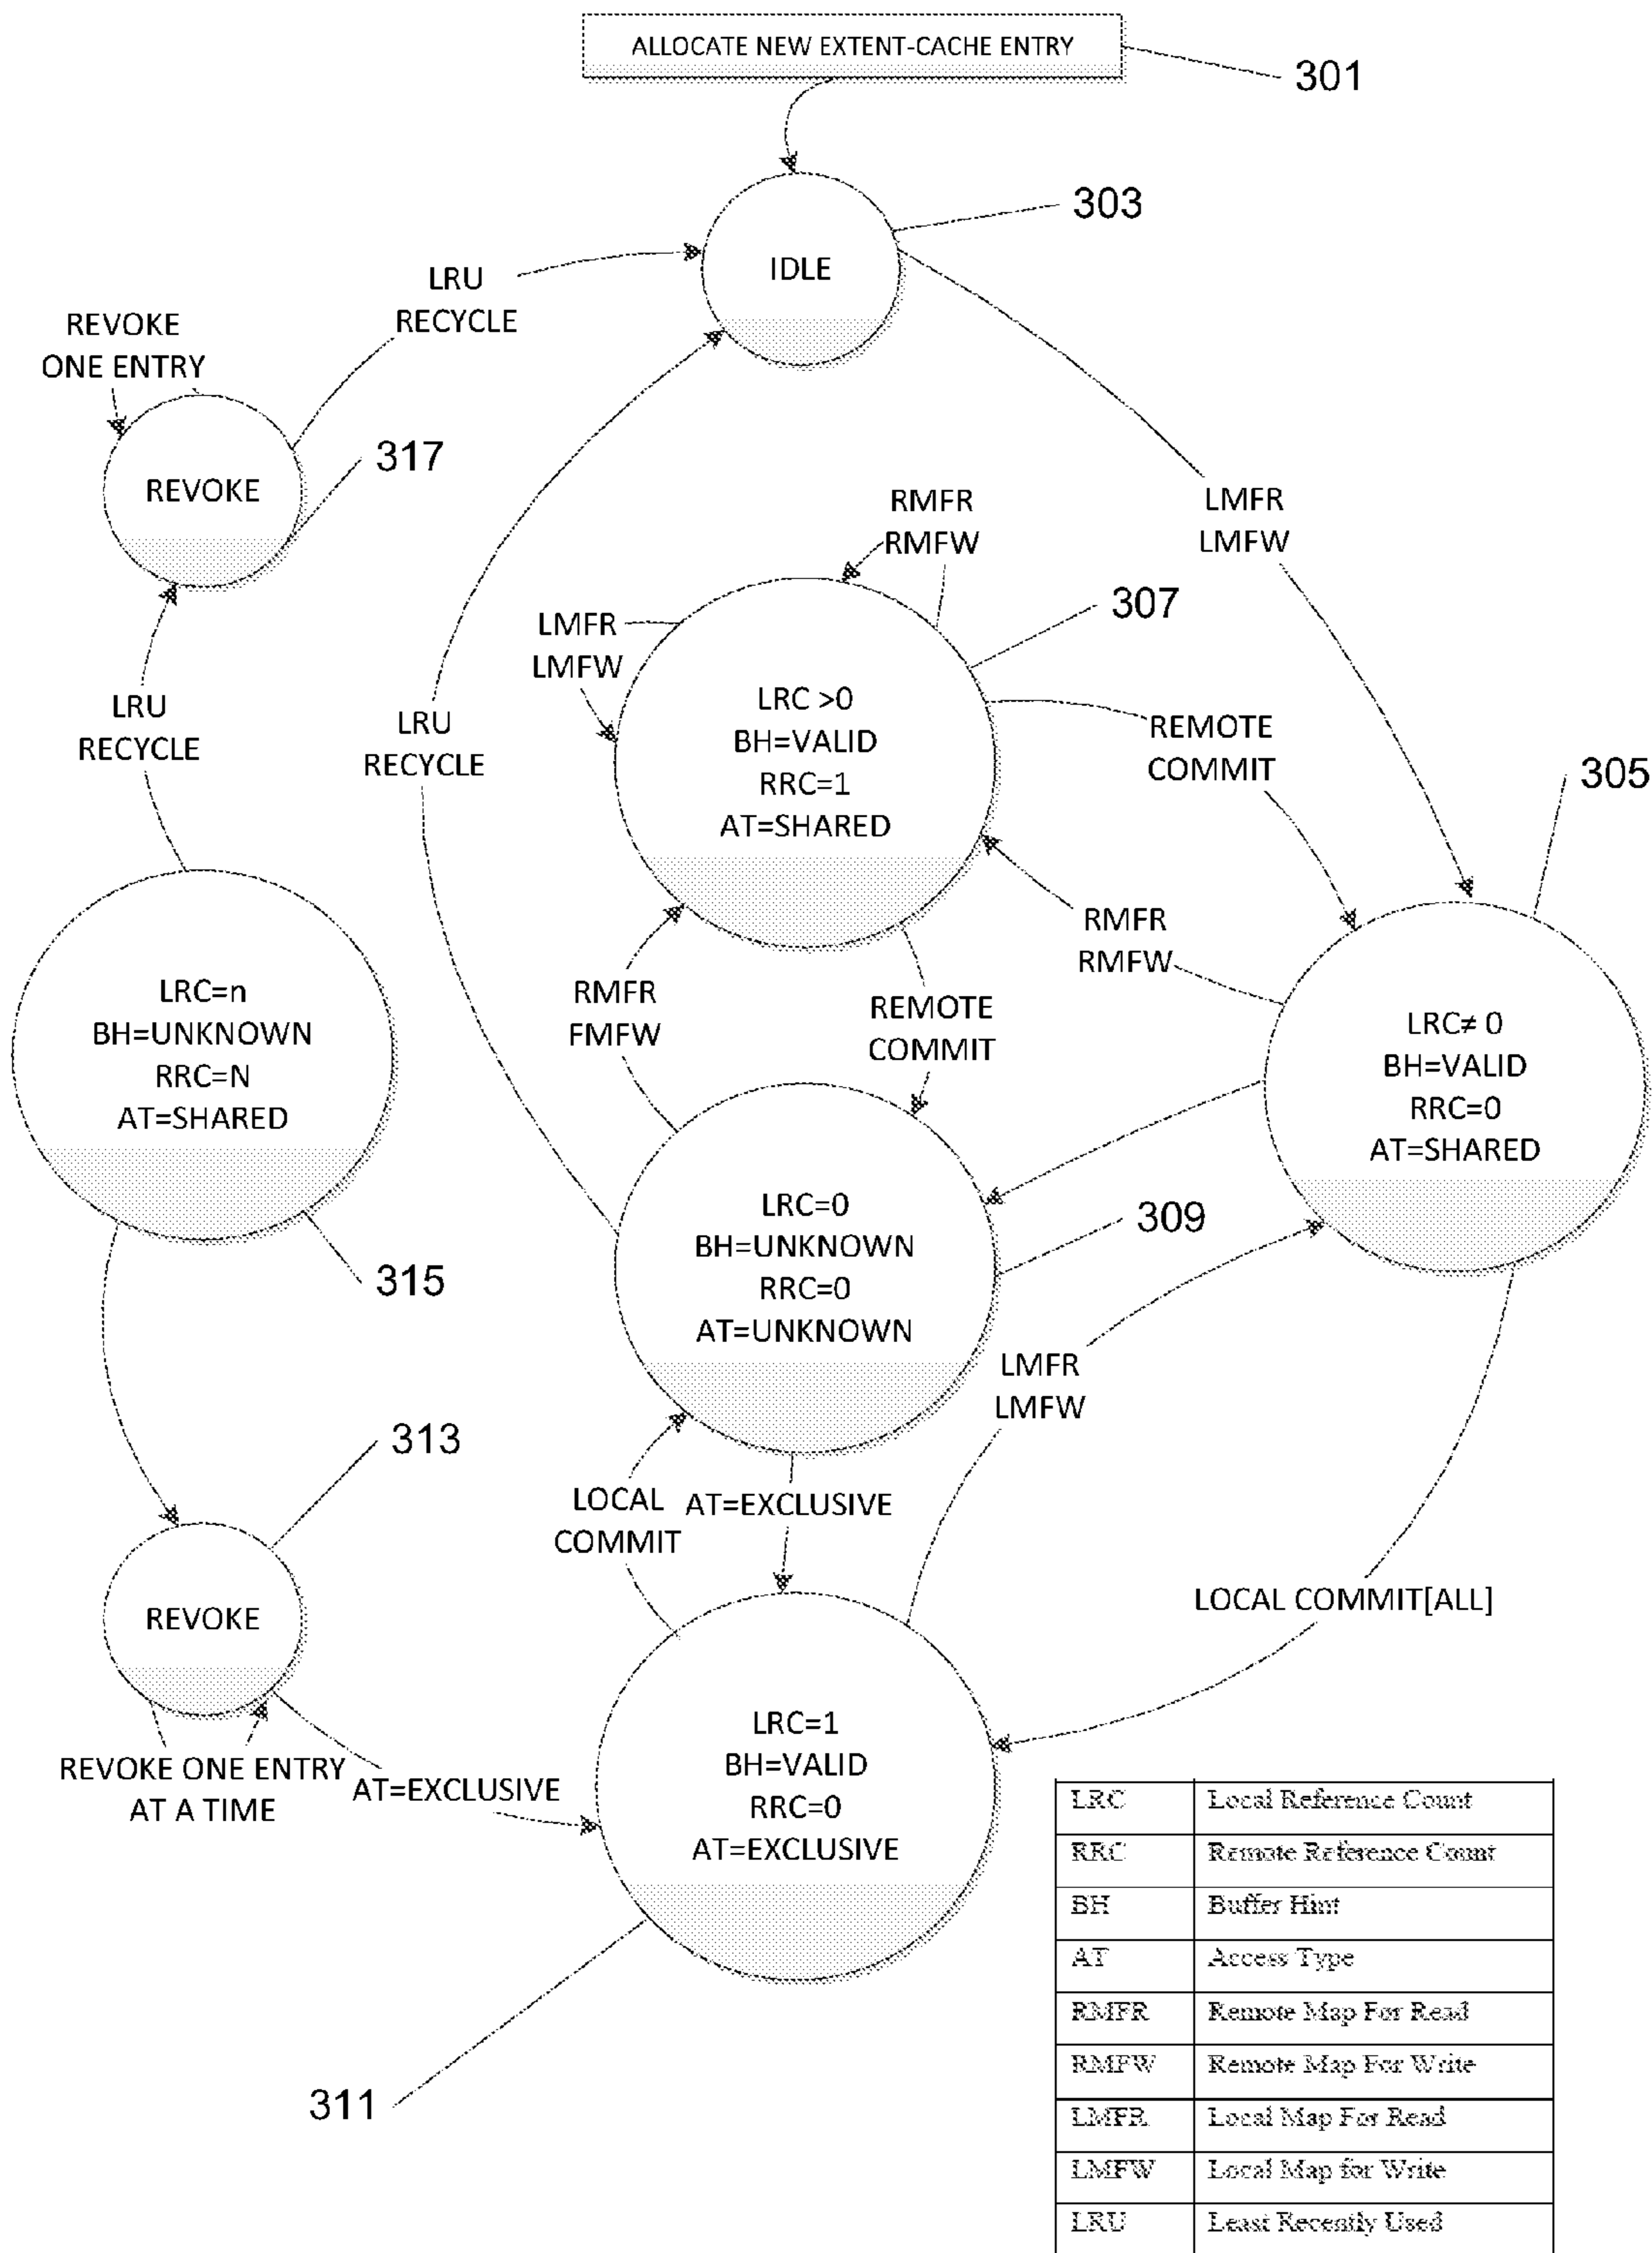 ALLOCATE NEW EXTENT-CACHE ENTRY
301
303
IDLE
LRU
RECYCLE
REVOKE
ONE ENTRY
317
REVOKE
LMFR
LMFW
RMFR
RMFW
307
LMFR
LMFW
LRC >0
BH=VALID
RRC=1
AT=SHARED
LRU
RECYCLE
LRU
RECYCLE
REMOTE
COMMIT
305
RMFR
RMFW
LRC=n
BH=UNKNOWN
RRC=N
AT=SHARED
RMFR
FMFW
REMOTE
COMMIT
LRC≠ 0
BH=VALID
RRC=0
AT=SHARED
LRC=0
BH=UNKNOWN
RRC=0
AT=UNKNOWN
309
315
LMFR
LMFW
313
LOCAL
COMMIT
AT=EXCLUSIVE
REVOKE
LOCAL COMMIT[ALL]
REVOKE ONE ENTRY
AT A TIME
AT=EXCLUSIVE
LRC=1
BH=VALID
RRC=0
AT=EXCLUSIVE
311
LRC Local Reference Count
RRC Remote Reference Count
BH Buffer Hint
AT Access Type
RMFR Remote Map For Read
RMFW Remote Map For Write
LMFR Local Map For Read
LMFW Local Map for Write
LRU Least Recently Used